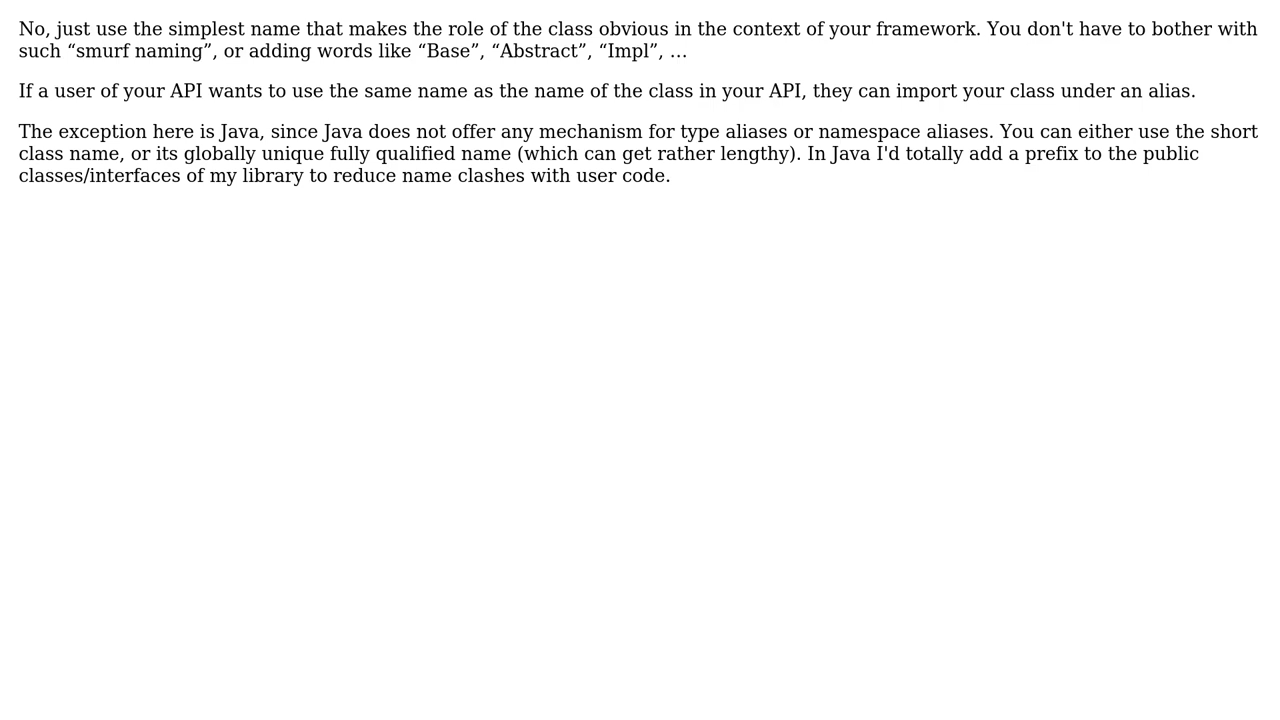 No, just use the simplest name that makes the role of the class obvious in the context of your framework. You don't have to bother with
such “smurf naming”, or adding words like “Base”, “Abstract”, “Impl”, …
If a user of your API wants to use the same name as the name of the class in your API, they can import your class under an alias.
The exception here is Java, since Java does not offer any mechanism for type aliases or namespace aliases. You can either use the short
class name, or its globally unique fully qualified name (which can get rather lengthy). In Java I'd totally add a prefix to the public
classes/interfaces of my library to reduce name clashes with user code.